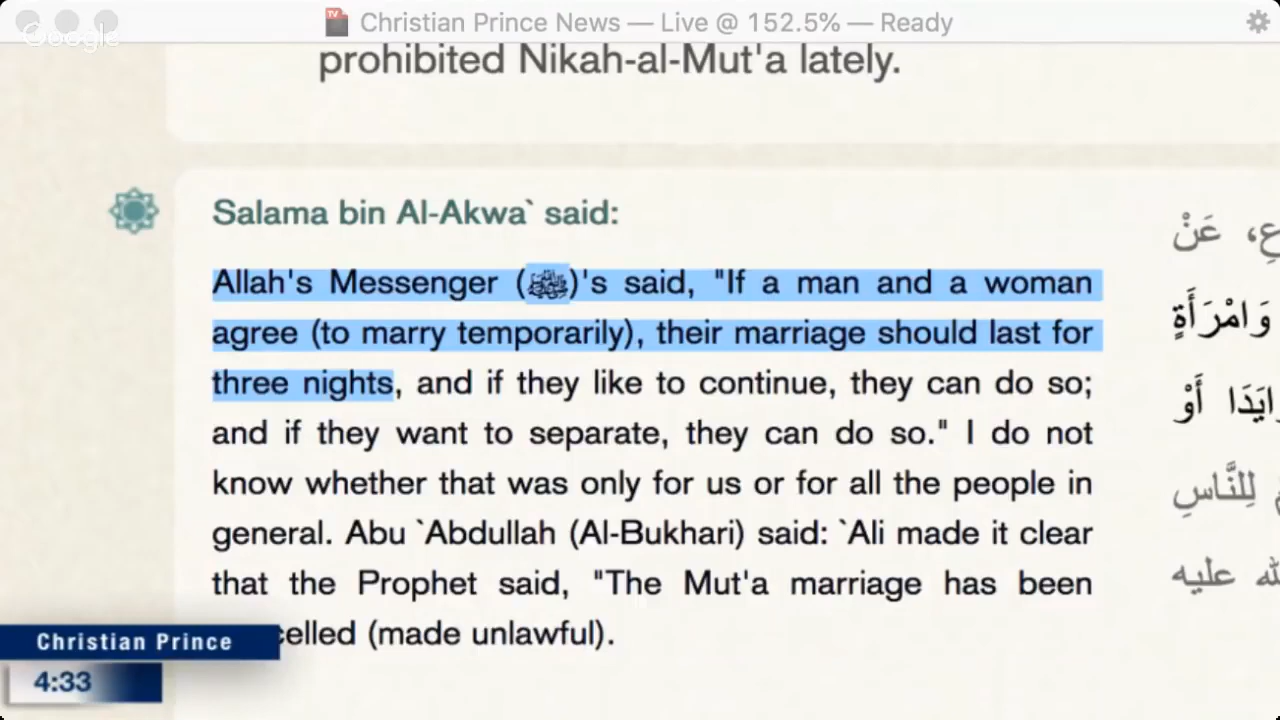 Google
Christian Prince News — Live @ 152.5% — Ready
prohibited Nikah-al-Mut'a lately.
Salama bin Al-Akwa` said:
Allah's Messenger (ﷺ)'s said, "If a man and a woman
agree (to marry temporarily), their marriage should last for
three nights, and if they like to continue, they can do so;
and if they want to separate, they can do so." I do not
know whether that was only for us or for all the people in
general. Abu `Abdullah (Al-Bukhari) said: `Ali made it clear
that the Prophet said, "The Mut'a marriage has been
celled (made unlawful).
عَنْ
وَامْرَأَةٍ
أَوْ
لِلنَّاسِ
عليه
Christian Prince
4:33